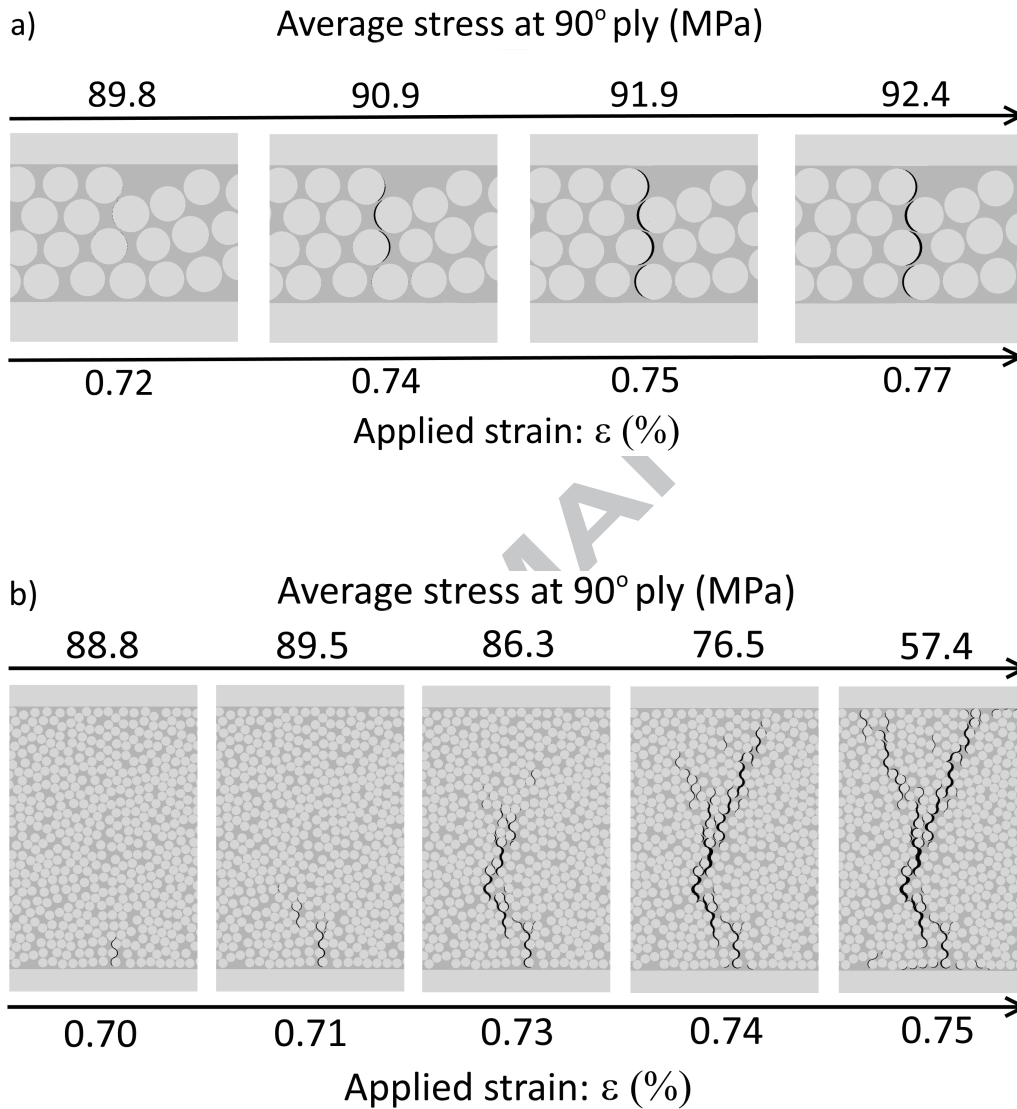 a) Average stress at 90° ply (MPa)
89.8 90.9 91.9 92.4
0.72 0.74 0.75 0.77
Applied strain: ε (%)
MA
b) Average stress at 90° ply (MPa)
88.8 89.5 86.3 76.5 57.4
0.70 0.71 0.73 0.74 0.75
Applied strain: ε (%)